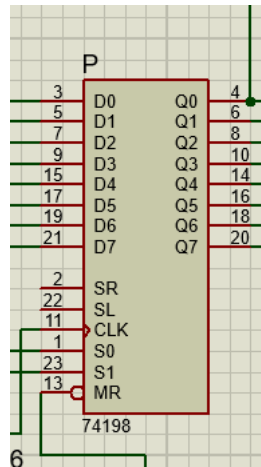 P
3 D0 Q0 4
5 D1 Q1 6
7 D2 Q2 8
9 D3 Q3 10
15 D4 Q4 14
17 D5 Q5 16
19 D6 Q6 18
21 D7 Q7 20
2 SR
22 SL
11 CLK
1 S0
23 S1
13 MR
74198
6